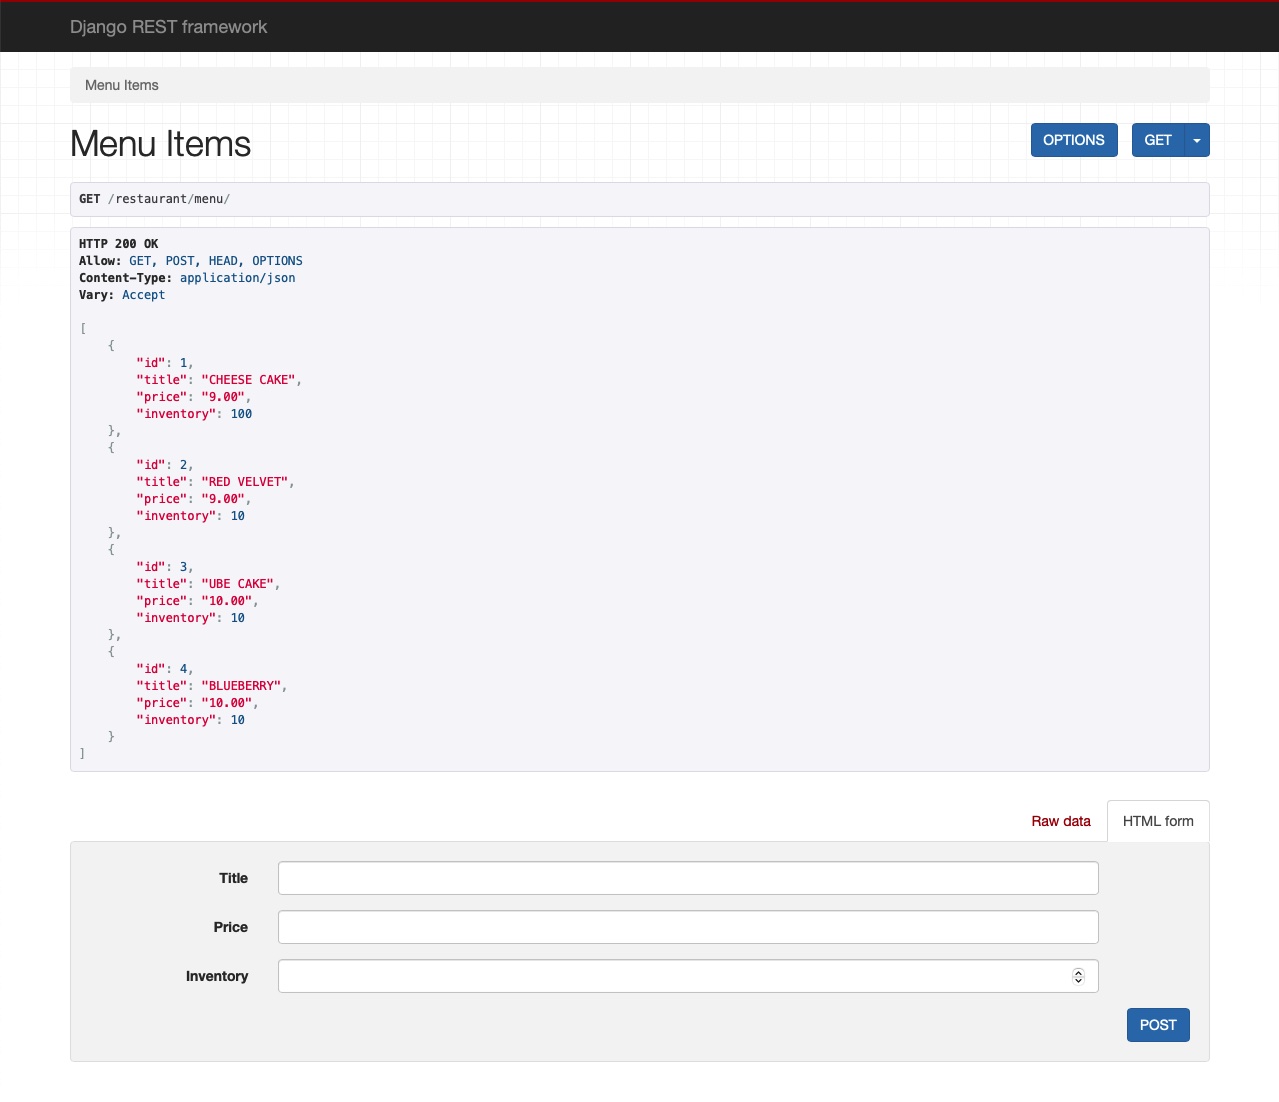 Django REST framework
Menu Items
Menu Items
OPTIONS
GET
GET /restaurant/menu/
HTTP 200 OK
Allow: GET, POST, HEAD, OPTIONS
Content-Type: application/json
Vary: Accept
[
    {
        "id": 1,
        "title": "CHEESE CAKE",
        "price": "9.00",
        "inventory": 100
    },
    {
        "id": 2,
        "title": "RED VELVET",
        "price": "9.00",
        "inventory": 10
    },
    {
        "id": 3,
        "title": "UBE CAKE",
        "price": "10.00",
        "inventory": 10
    },
    {
        "id": 4,
        "title": "BLUEBERRY",
        "price": "10.00",
        "inventory": 10
    }
]
Raw data
HTML form
Title
Price
Inventory
POST